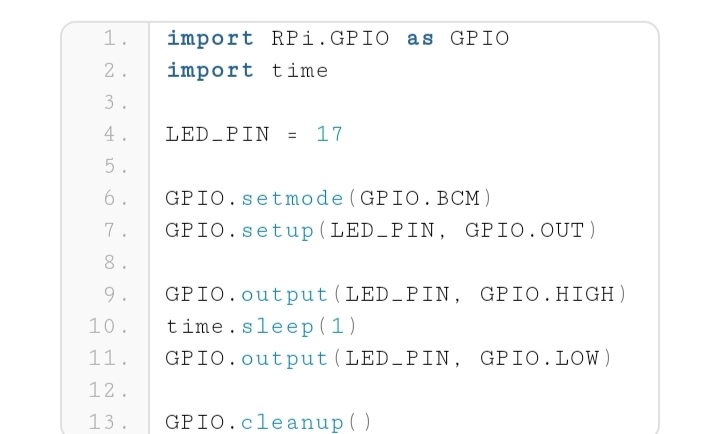 1. import RPi.GPIO as GPIO
2. import time
3.
4. LED_PIN = 17
5.
6. GPIO.setmode(GPIO.BCM)
7. GPIO.setup(LED_PIN, GPIO.OUT)
8.
9. GPIO.output(LED_PIN, GPIO.HIGH)
10. time.sleep(1)
11. GPIO.output(LED_PIN, GPIO.LOW)
12.
13. GPIO.cleanup()